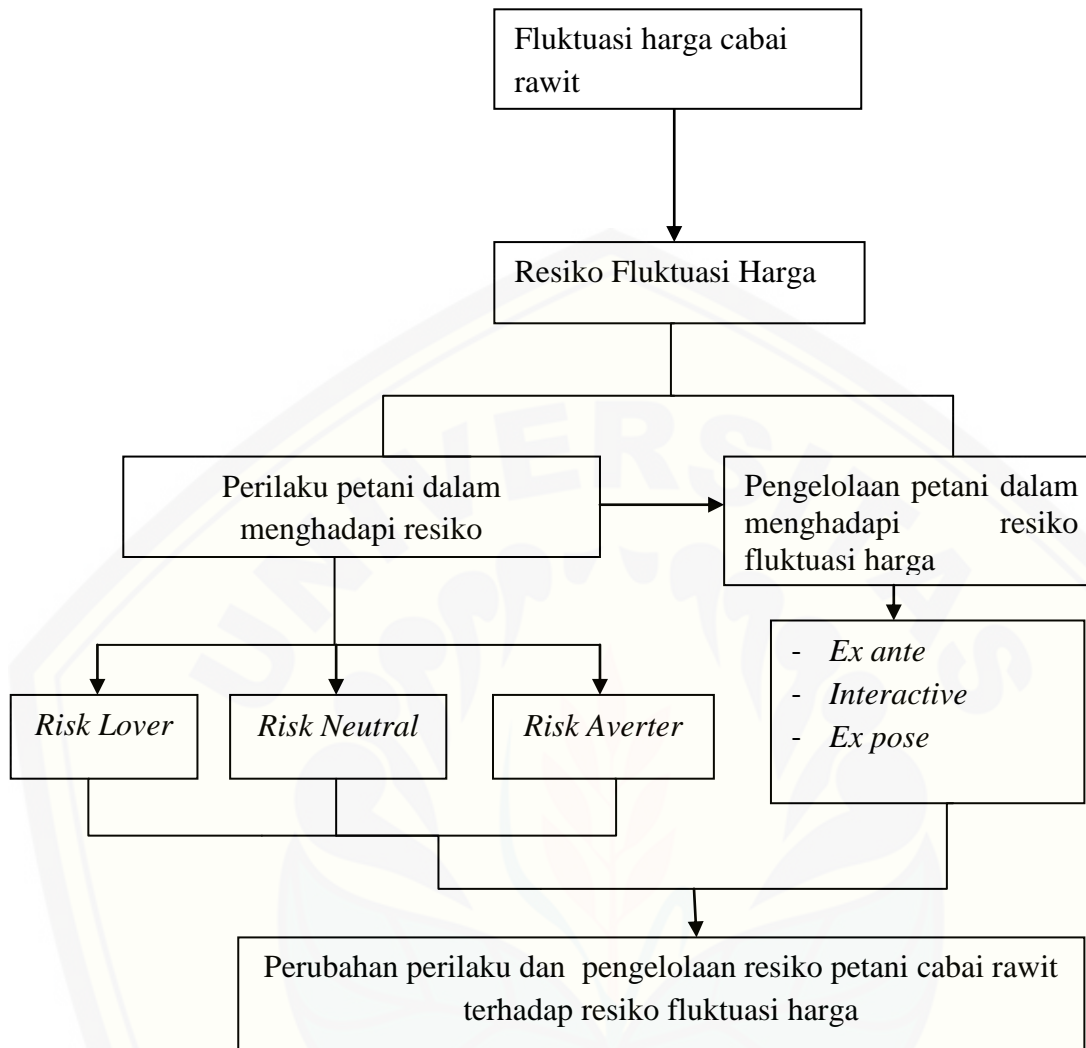 Fluktuasi harga cabai
rawit
Resiko Fluktuasi Harga
Perilaku petani dalam
menghadapi resiko
Pengelolaan petani dalam
menghadapi resiko
fluktuasi harga
- Ex ante
- Interactive
- Ex pose
Risk Lover
Risk Neutral
Risk Averter
Perubahan perilaku dan pengelolaan resiko petani cabai rawit
terhadap resiko fluktuasi harga
UNIVERSITAS